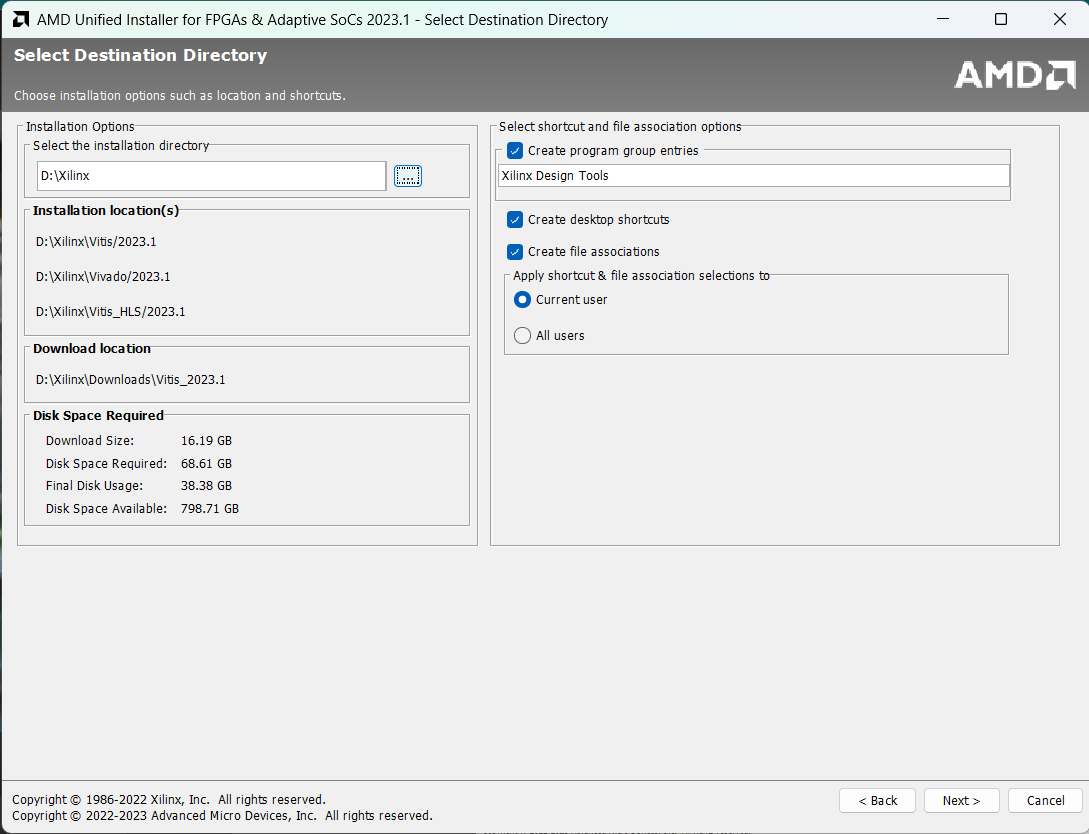 AMD Unified Installer for FPGAs & Adaptive SoCs 2023.1 - Select Destination Directory
Select Destination Directory
Choose installation options such as location and shortcuts.
AMD
Installation Options
Select the installation directory
D:\Xilinx
...
Installation location(s)
D:\Xilinx\Vitis/2023.1
D:\Xilinx\Vivado/2023.1
D:\Xilinx\Vitis_HLS/2023.1
Download location
D:\Xilinx\Downloads\Vitis_2023.1
Disk Space Required
Download Size: 16.19 GB
Disk Space Required: 68.61 GB
Final Disk Usage: 38.38 GB
Disk Space Available: 798.71 GB
Select shortcut and file association options
Create program group entries
Xilinx Design Tools
Create desktop shortcuts
Create file associations
Apply shortcut & file association selections to
Current user
All users
Copyright © 1986-2022 Xilinx, Inc. All rights reserved.
Copyright © 2022-2023 Advanced Micro Devices, Inc. All rights reserved.
< Back
Next >
Cancel